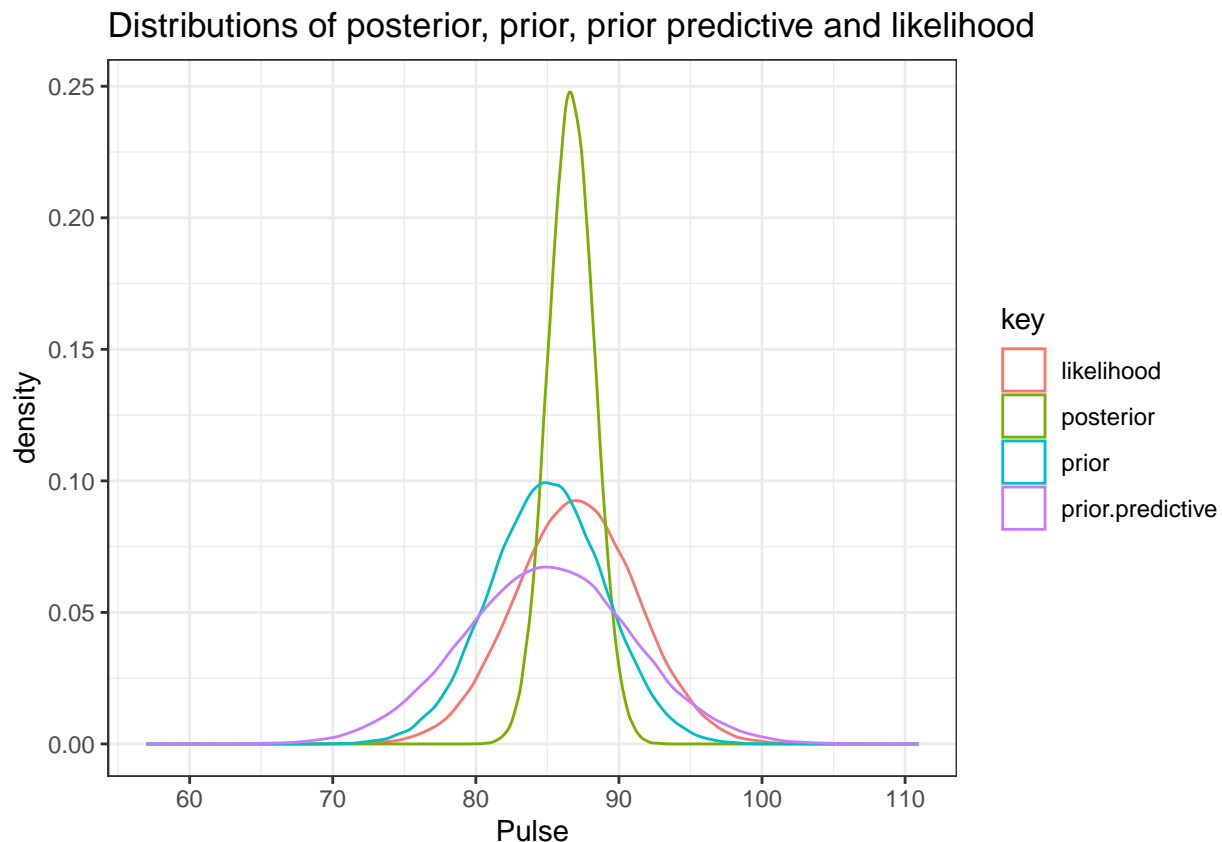 Distributions of posterior, prior, prior predictive and likelihood
0.25
0.20
0.15
0.10
0.05
0.00
density
60 70 80 90 100 110
Pulse
key
likelihood
posterior
prior
prior.predictive